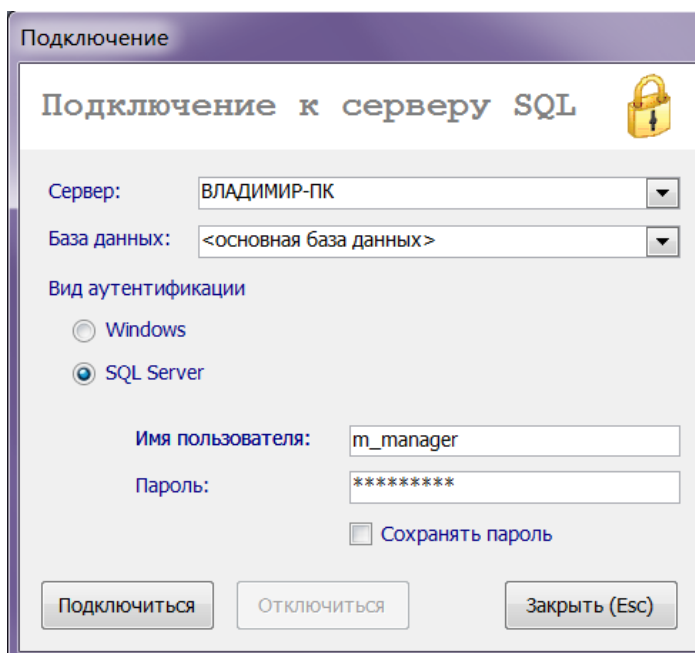 Подключение
Подключение к серверу SQL
Сервер: ВЛАДИМИР-ПК
База данных: <основная база данных>
Вид аутентификации
Windows
SQL Server
Имя пользователя: m_manager
Пароль: *********
Сохранять пароль
Подключиться Отключиться Закрыть (Esc)